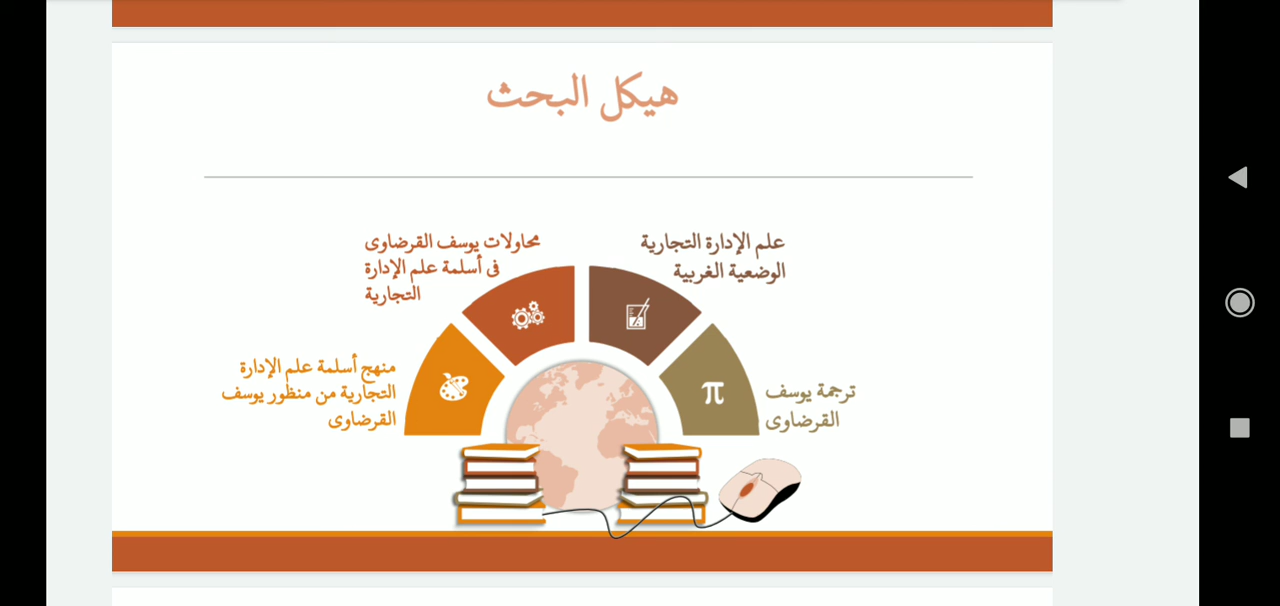 هيكل البحث
ترجمة يوسف
القرضاوى
علم الإدارة التجارية
الوضعية الغربية
محاولات يوسف القرضاوى
فى أسلمة علم الإدارة
التجارية
منهج أسلمة علم الإدارة
التجارية من منظور يوسف
القرضاوى
π